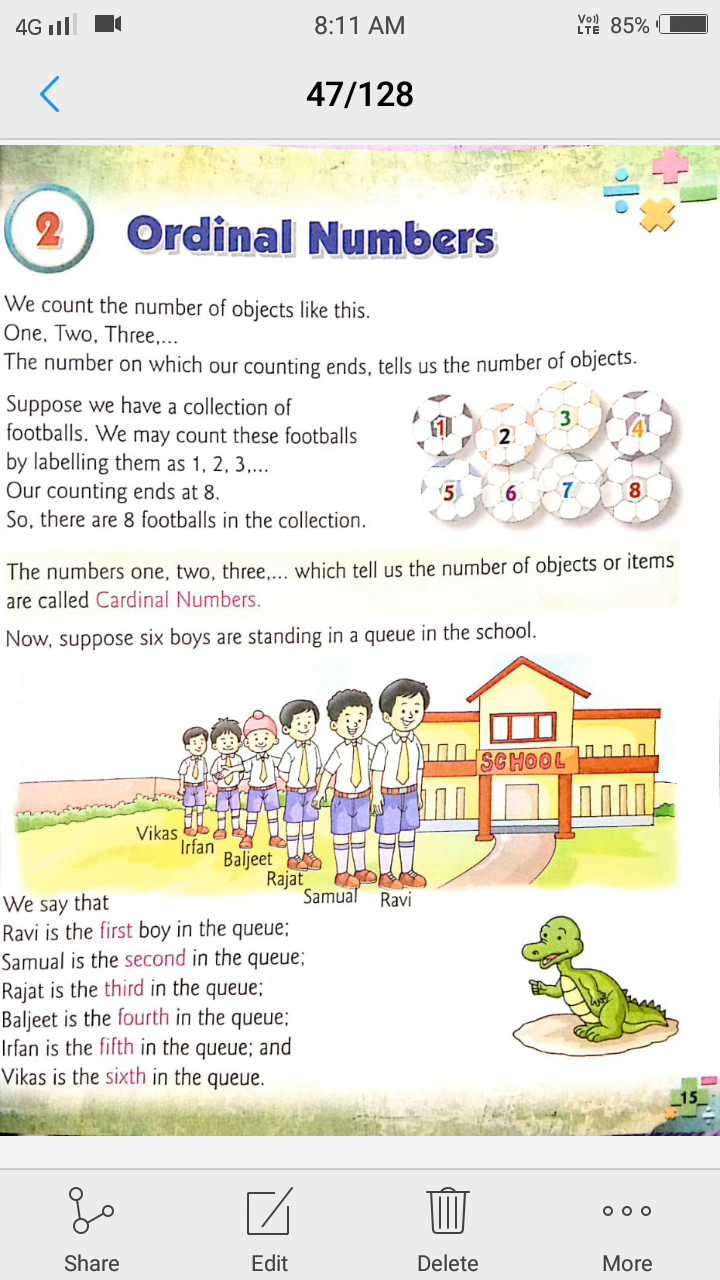 4G 8:11 AM Vo)) LTE 85%
47/128
2 Ordinal Numbers
We count the number of objects like this.
One, Two, Three,...
The number on which our counting ends, tells us the number of objects.
Suppose we have a collection of
footballs. We may count these footballs
by labelling them as 1, 2, 3,...
Our counting ends at 8.
So, there are 8 footballs in the collection.
1 2 3 4
5 6 7 8
The numbers one, two, three,... which tell us the number of objects or items
are called Cardinal Numbers.
Now, suppose six boys are standing in a queue in the school.
SCHOOL
Vikas
Irfan
Baljeet
Rajat
Samual
Ravi
We say that
Ravi is the first boy in the queue;
Samual is the second in the queue;
Rajat is the third in the queue;
Baljeet is the fourth in the queue;
Irfan is the fifth in the queue; and
Vikas is the sixth in the queue.
15
Share Edit Delete More